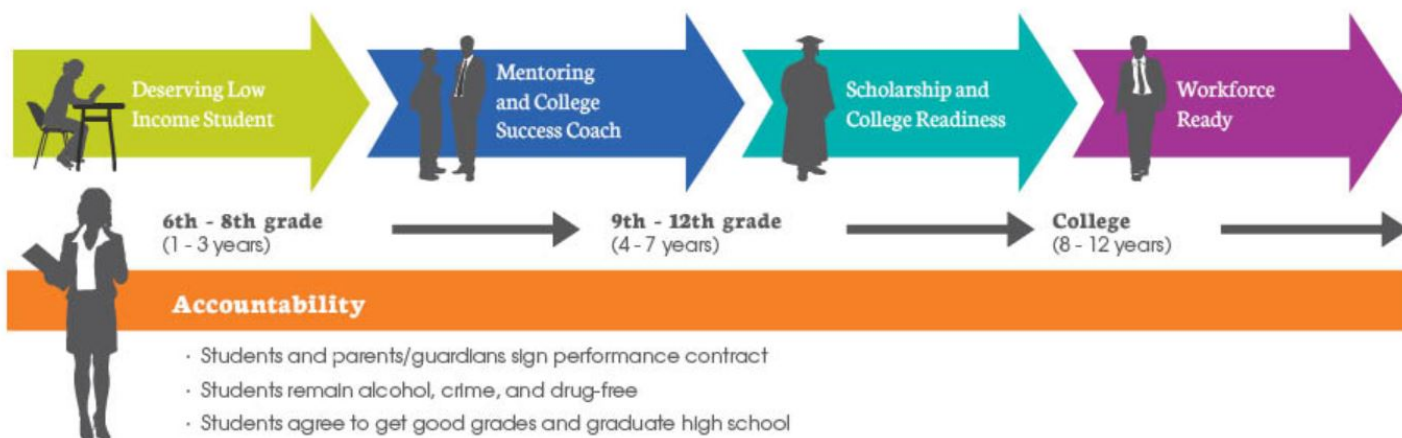 Deserving Low
Income Student
Mentoring
and College
Success Coach
Scholarship and
College Readiness
Workforce
Ready
6th - 8th grade
(1 - 3 years)
9th - 12th grade
(4 - 7 years)
College
(8 - 12 years)
Accountability
· Students and parents/guardians sign performance contract
· Students remain alcohol, crime, and drug-free
· Students agree to get good grades and graduate high school